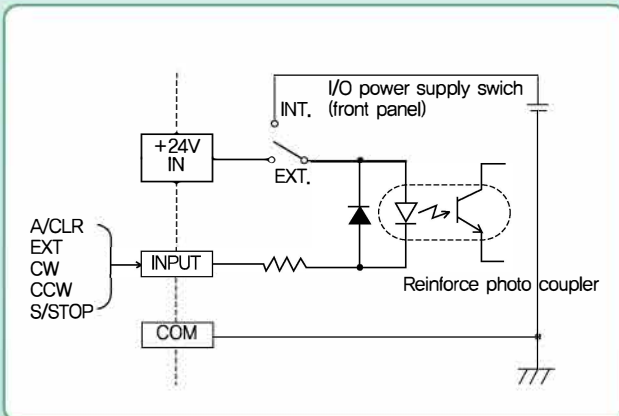 I/O power supply swich
(front panel)
INT.
+24V
IN
EXT.
A/CLR
EXT
CW
CCW
S/STOP
INPUT
Reinforce photo coupler
COM